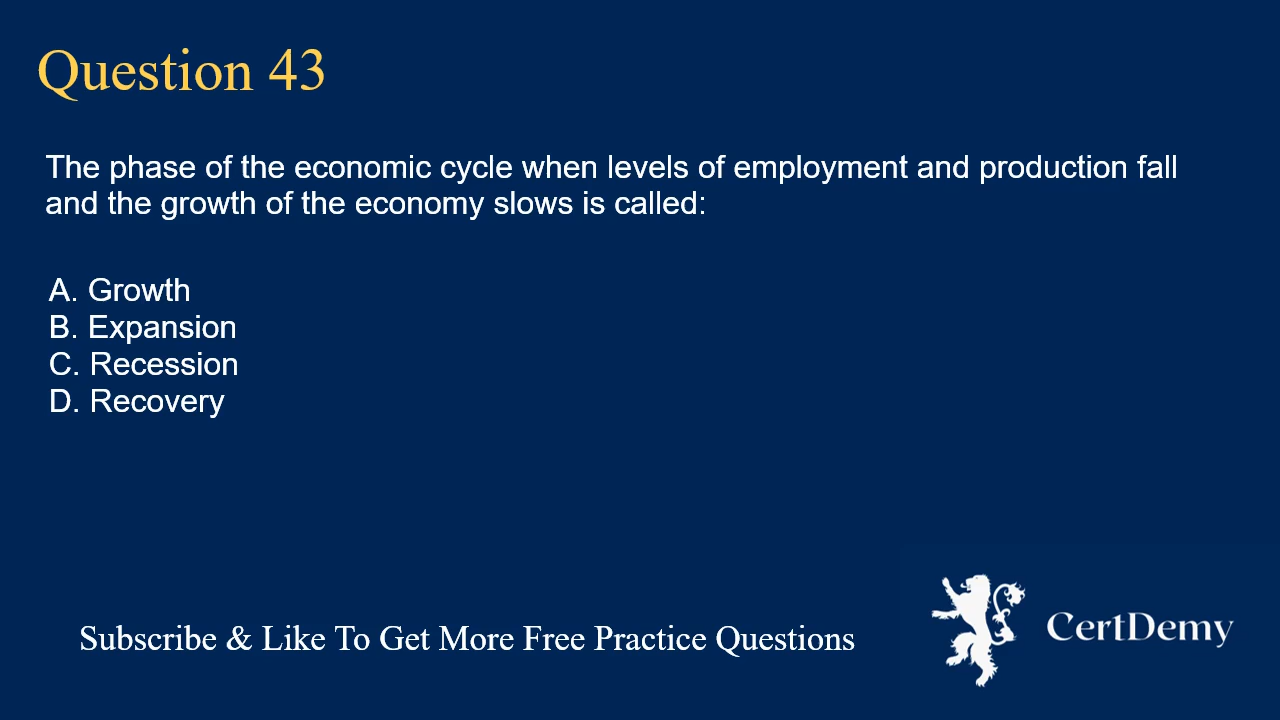 Question 43
The phase of the economic cycle when levels of employment and production fall
and the growth of the economy slows is called:
A. Growth
B. Expansion
C. Recession
D. Recovery
Subscribe & Like To Get More Free Practice Questions
CertDemy